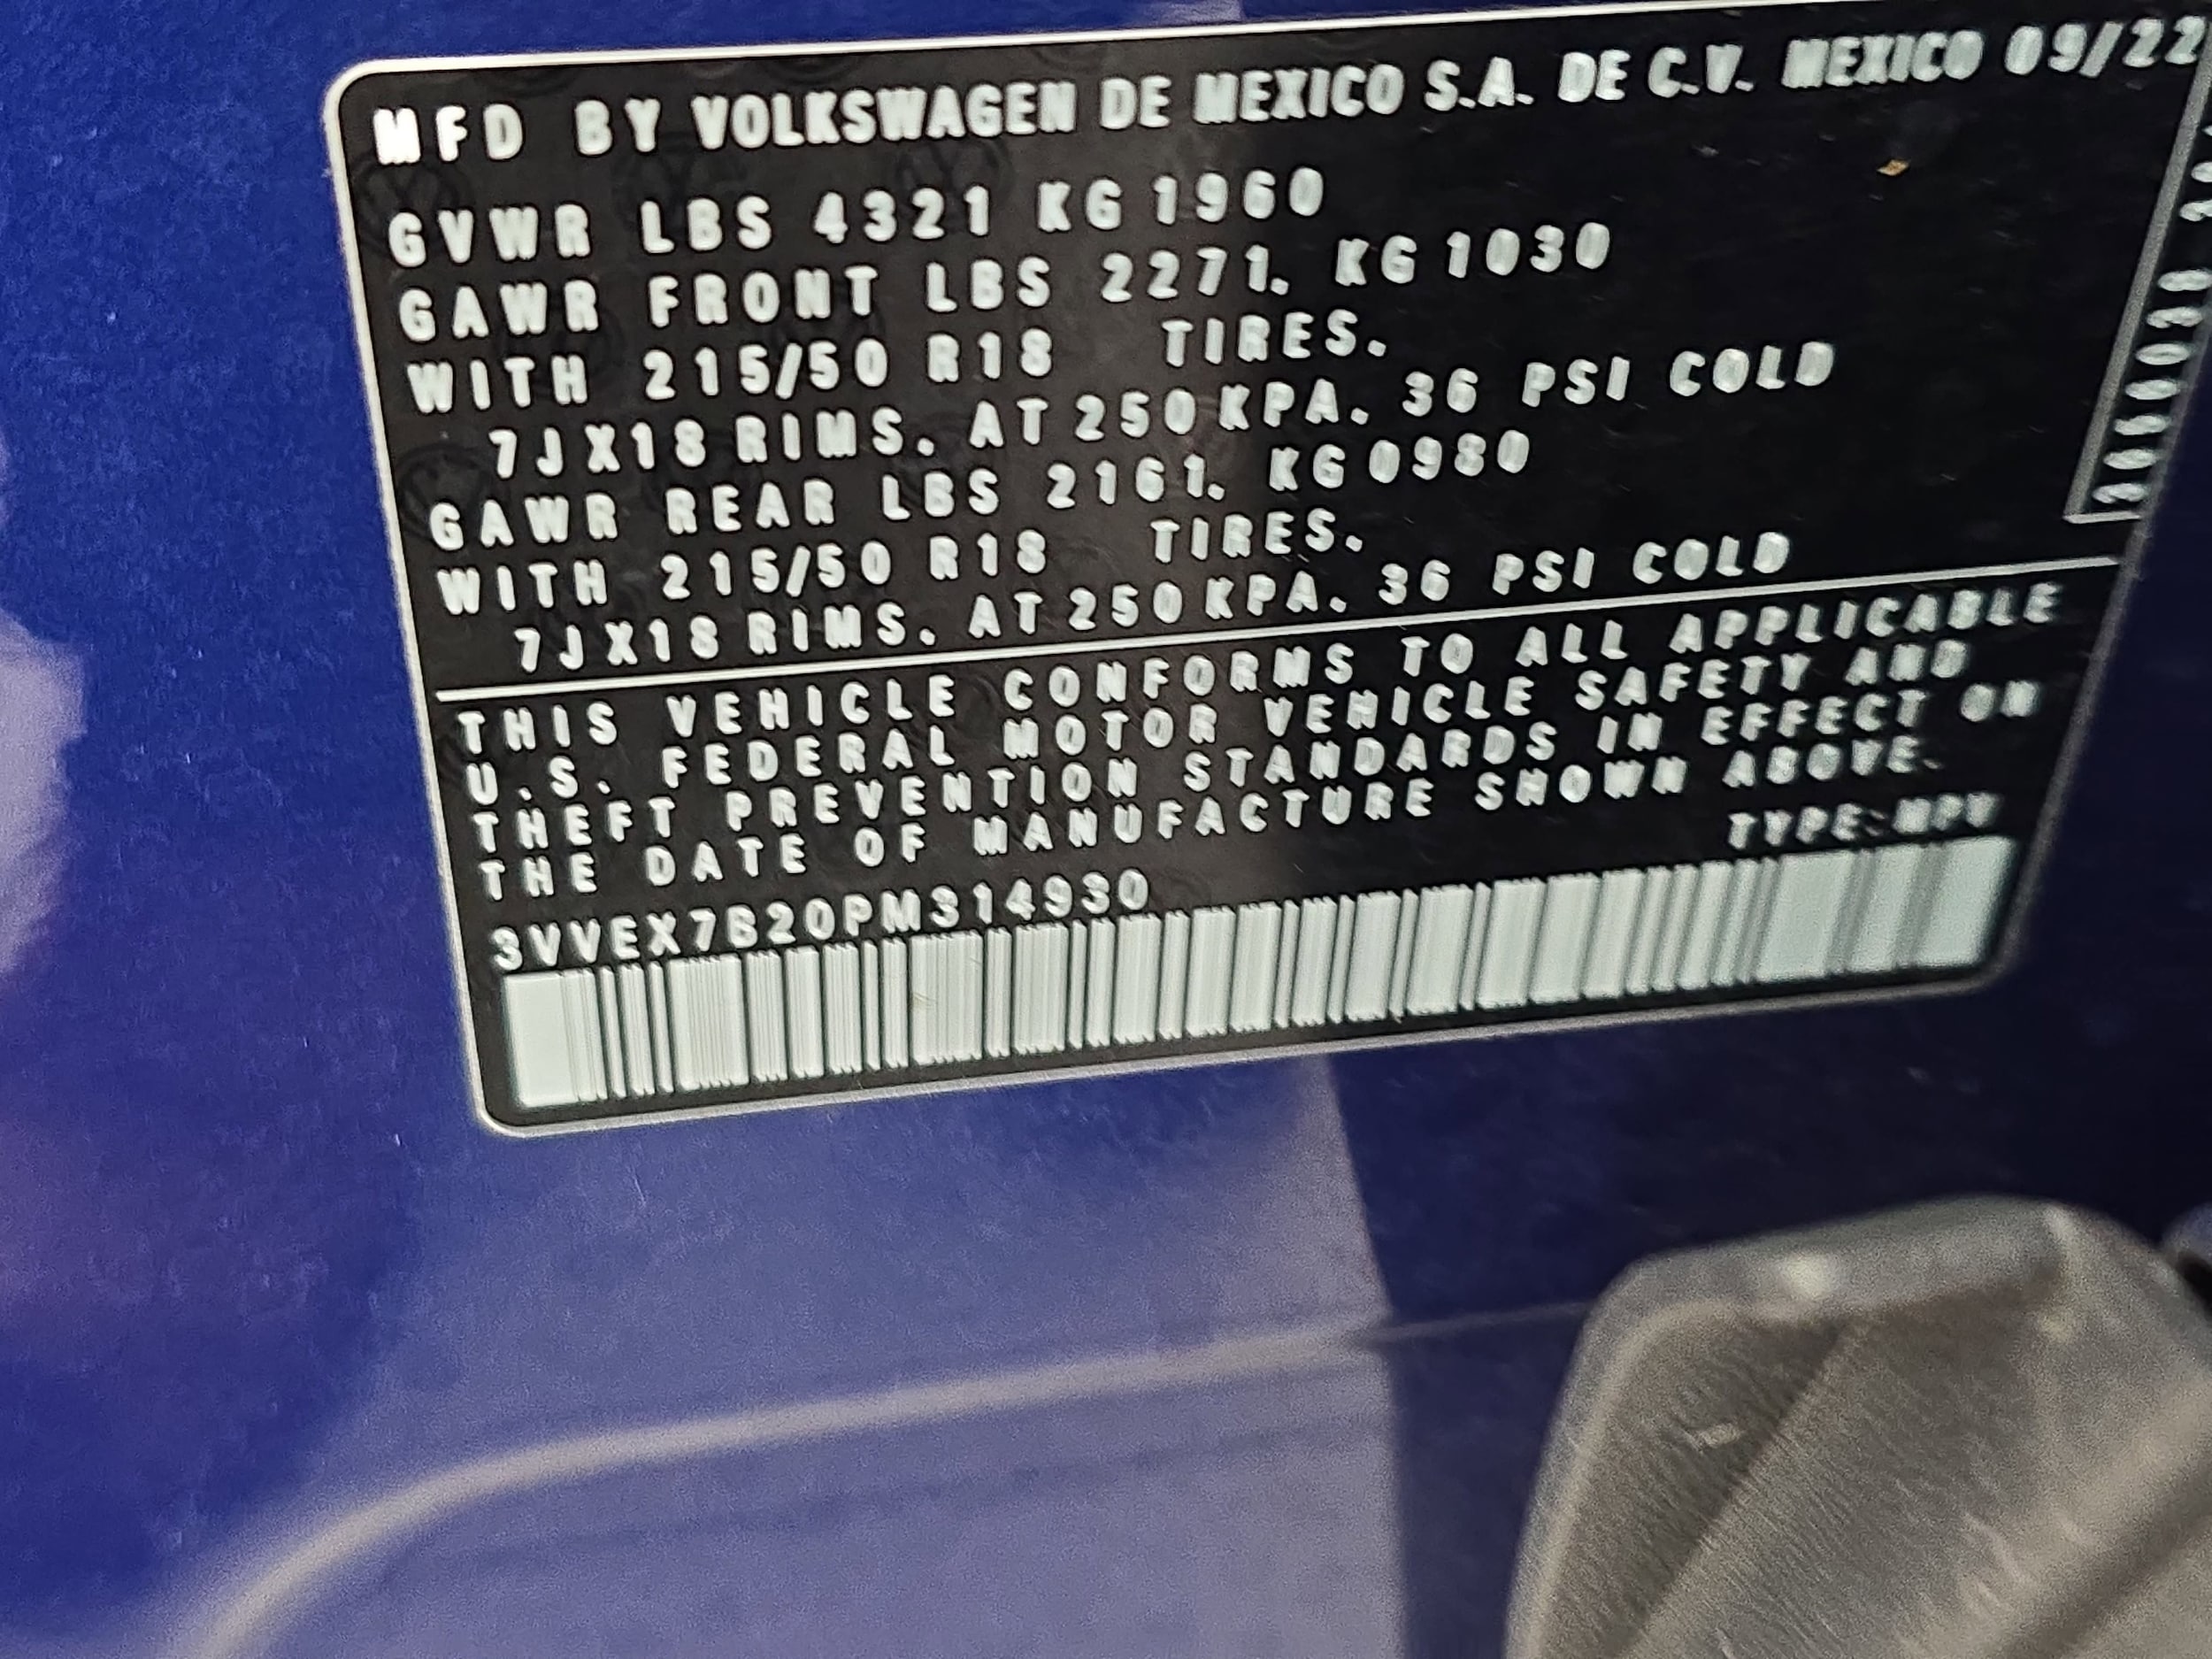 MFD BY VOLKSWAGEN DE MEXICO S.A. DE C.V. MEXICO 09/22
GVWR LBS 4321 KG 1960
GAWR FRONT LBS 2271. KG 1030
WITH 215/50 R18 TIRES.
7J X18 RIMS. AT 250 KPA. 36 PSI COLD
GAWR REAR LBS 2161. KG 0980
WITH 215/50 R18 TIRES.
7J X18 RIMS. AT 250 KPA. 36 PSI COLD
THIS VEHICLE CONFORMS TO ALL APPLICABLE
U.S. FEDERAL MOTOR VEHICLE SAFETY AND
THEFT PREVENTION STANDARDS IN EFFECT ON
THE DATE OF MANUFACTURE SHOWN ABOVE.
TYPE: MPV
3VVEX7B20PM314930